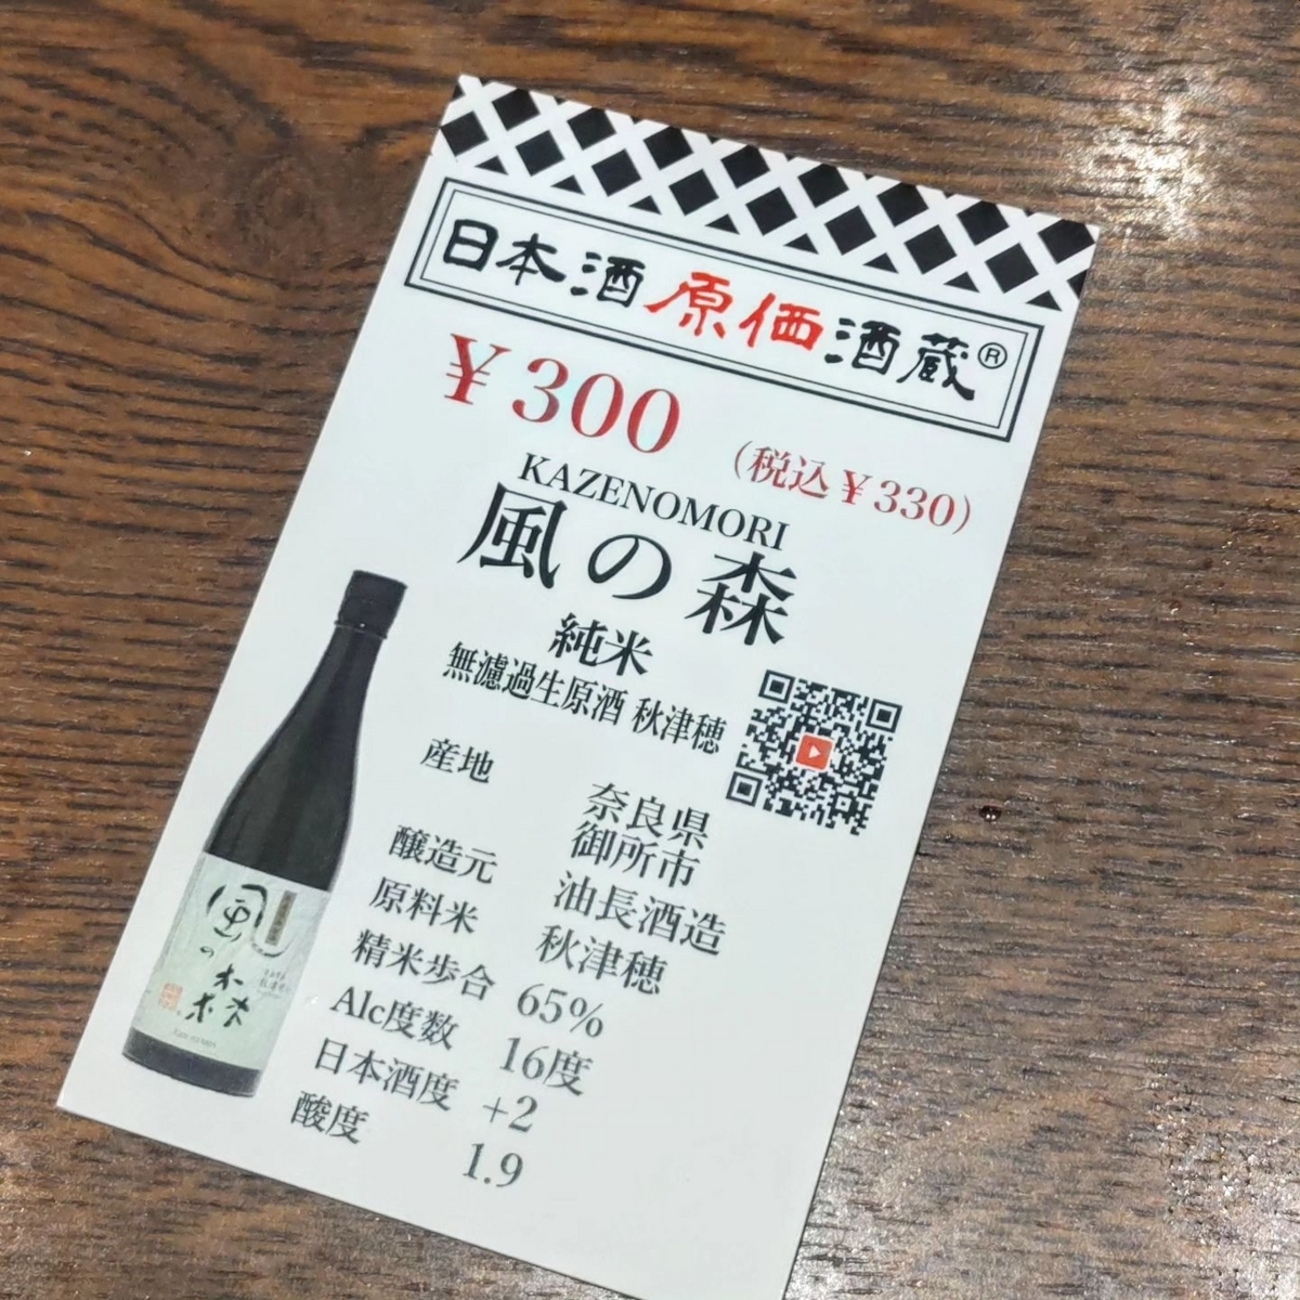 日本酒原価酒蔵®
¥300
(税込¥330)
KAZENOMORI
風の森
純米
無濾過生原酒 秋津穂
産地 奈良県
御所市
醸造元 油長酒造
原料米 秋津穂
精米歩合 65%
Alc度数 16度
日本酒度 +2
酸度 1.9
風の森